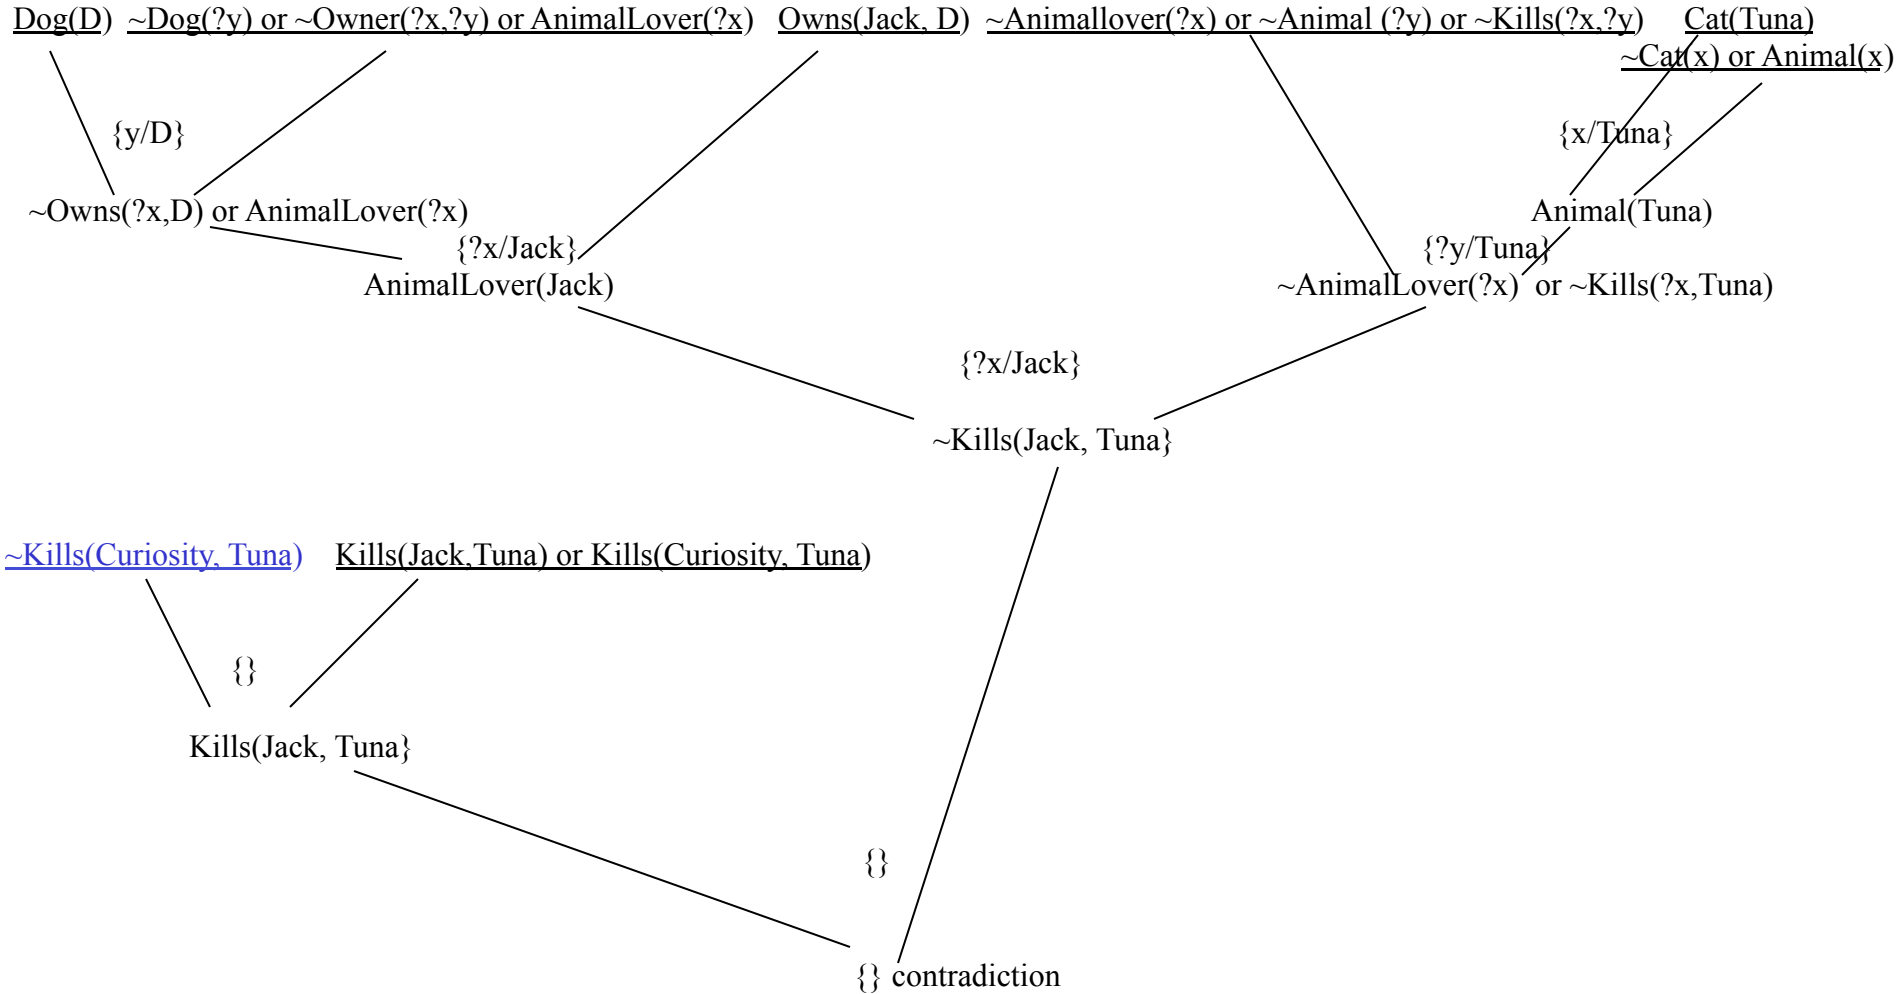 Dog(D) ~Dog(?y) or ~Owner(?x,?y) or AnimalLover(?x) Owns(Jack, D) ~Animallover(?x) or ~Animal (?y) or ~Kills(?x,?y) Cat(Tuna)
~Cat(x) or Animal(x)
{y/D} {x/Tuna}
~Owns(?x,D) or AnimalLover(?x) Animal(Tuna)
{?x/Jack} {?y/Tuna}
AnimalLover(Jack) ~AnimalLover(?x) or ~Kills(?x,Tuna)
{?x/Jack}
~Kills(Jack, Tuna}
~Kills(Curiosity, Tuna) Kills(Jack,Tuna) or Kills(Curiosity, Tuna)
{}
Kills(Jack, Tuna}
{}
{} contradiction